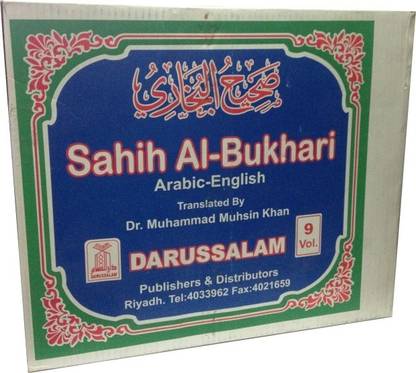 صحيح البخاري
Sahih Al-Bukhari
Arabic-English
Translated By
Dr. Muhammad Muhsin Khan
DARUSSALAM
9
Vol.
DARUSSALAM
Publishers & Distributors
Riyadh. Tel:4033962 Fax:4021659